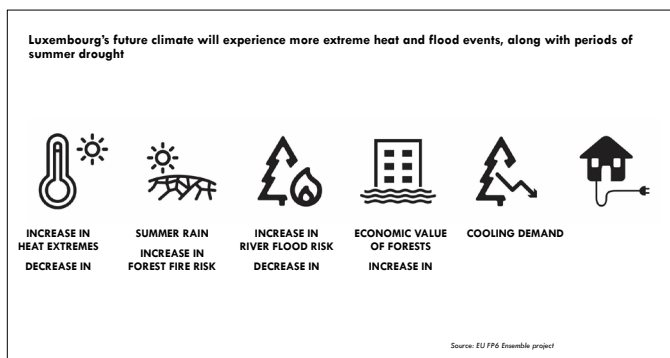 Luxembourg's future climate will experience more extreme heat and flood events, along with periods of
summer drought
INCREASE IN
HEAT EXTREMES
DECREASE IN
SUMMER RAIN
INCREASE IN
FOREST FIRE RISK
INCREASE IN
RIVER FLOOD RISK
DECREASE IN
ECONOMIC VALUE
OF FORESTS
INCREASE IN
COOLING DEMAND
Source: EU FP6 Ensemble project